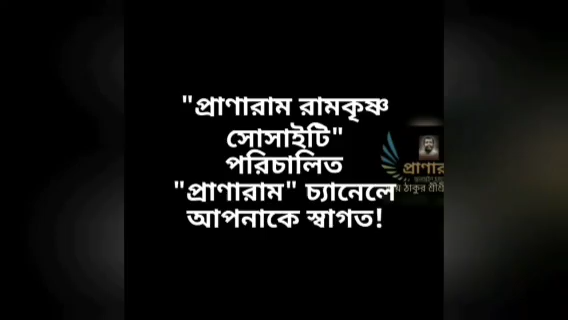 "প্রাণারাম রামকৃষ্ণ
সোসাইটি"
পরিচালিত
"প্রাণারাম" চ্যানেলে
আপনাকে স্বাগত!